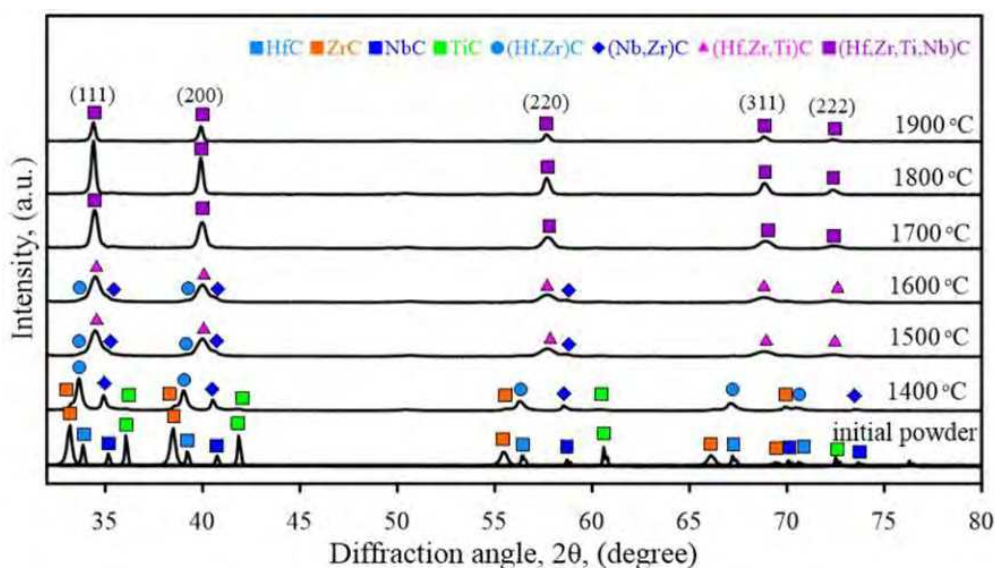 HfC ZrC NbC TiC (Hf,Zr)C (Nb,Zr)C (Hf,Zr,Ti)C (Hf,Zr,Ti,Nb)C
(111) (200) (220) (311) (222)
1900 °C
1800 °C
1700 °C
1600 °C
1500 °C
1400 °C
initial powder
Intensity, (a.u.)
35 40 45 50 55 60 65 70 75 80
Diffraction angle, 2θ, (degree)